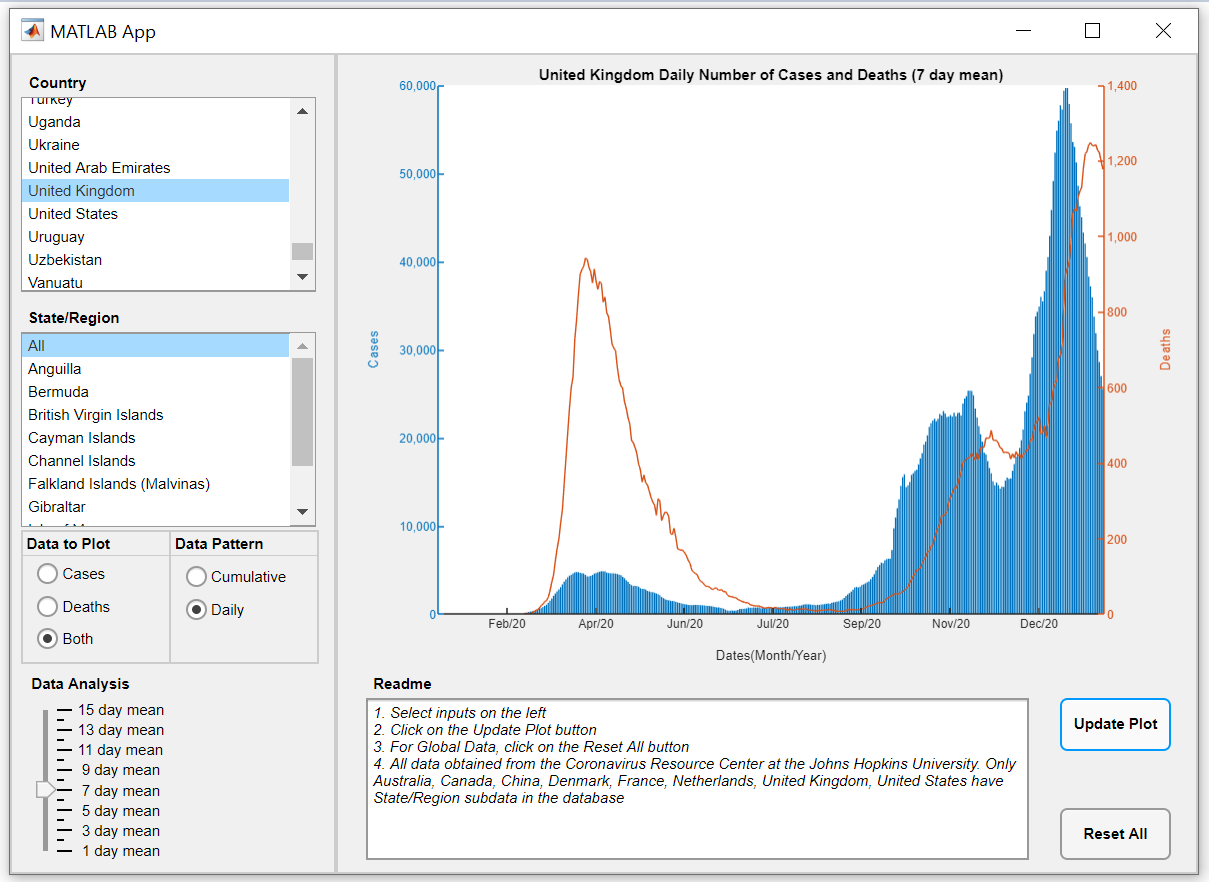 MATLAB App
Country
Turkey
Uganda
Ukraine
United Arab Emirates
United Kingdom
United States
Uruguay
Uzbekistan
Vanuatu
State/Region
All
Anguilla
Bermuda
British Virgin Islands
Cayman Islands
Channel Islands
Falkland Islands (Malvinas)
Gibraltar
Data to Plot
Cases
Deaths
Both
Data Pattern
Cumulative
Daily
Data Analysis
15 day mean
13 day mean
11 day mean
9 day mean
7 day mean
5 day mean
3 day mean
1 day mean
United Kingdom Daily Number of Cases and Deaths (7 day mean)
60,000
50,000
40,000
30,000
20,000
10,000
0
Cases
1,400
1,200
1,000
800
600
400
200
0
Deaths
Feb/20 Apr/20 Jun/20 Jul/20 Sep/20 Nov/20 Dec/20
Dates(Month/Year)
Readme
1. Select inputs on the left
2. Click on the Update Plot button
3. For Global Data, click on the Reset All button
4. All data obtained from the Coronavirus Resource Center at the Johns Hopkins University. Only
Australia, Canada, China, Denmark, France, Netherlands, United Kingdom, United States have
State/Region subdata in the database
Update Plot
Reset All